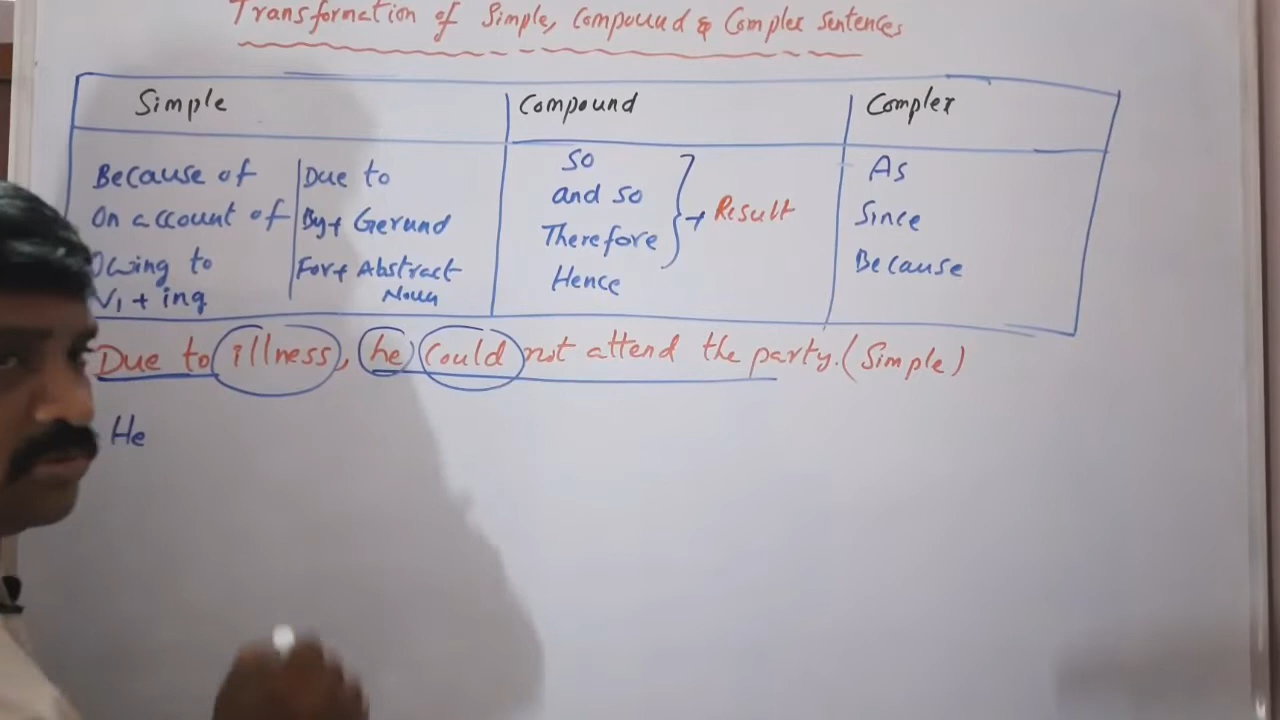 Transformation of Simple, Compound & Complex Sentences
Simple
Compound
Complex
Because of
On account of
Owing to
V1 + ing
Due to
By+ Gerund
For+ Abstract
Noun
So
and so
Therefore
Hence
→ Result
As
Since
Because
Due to illness, he could not attend the party. (Simple)
He